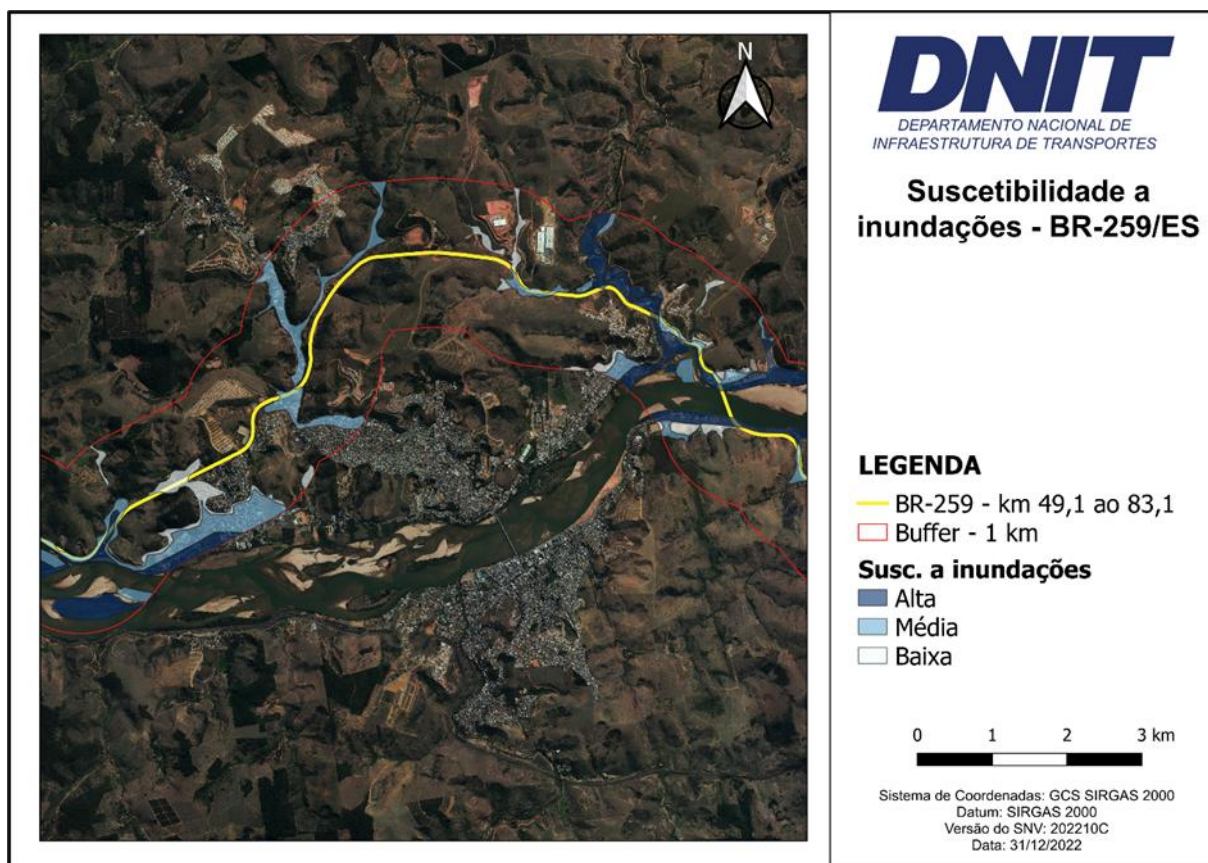 N
DNIT
DEPARTAMENTO NACIONAL DE
INFRAESTRUTURA DE TRANSPORTES
Suscetibilidade a
inundações - BR-259/ES
LEGENDA
BR-259 - km 49,1 ao 83,1
Buffer - 1 km
Susc. a inundações
Alta
Média
Baixa
0 1 2 3 km
Sistema de Coordenadas: GCS SIRGAS 2000
Datum: SIRGAS 2000
Versão do SNV: 202210C
Data: 31/12/2022